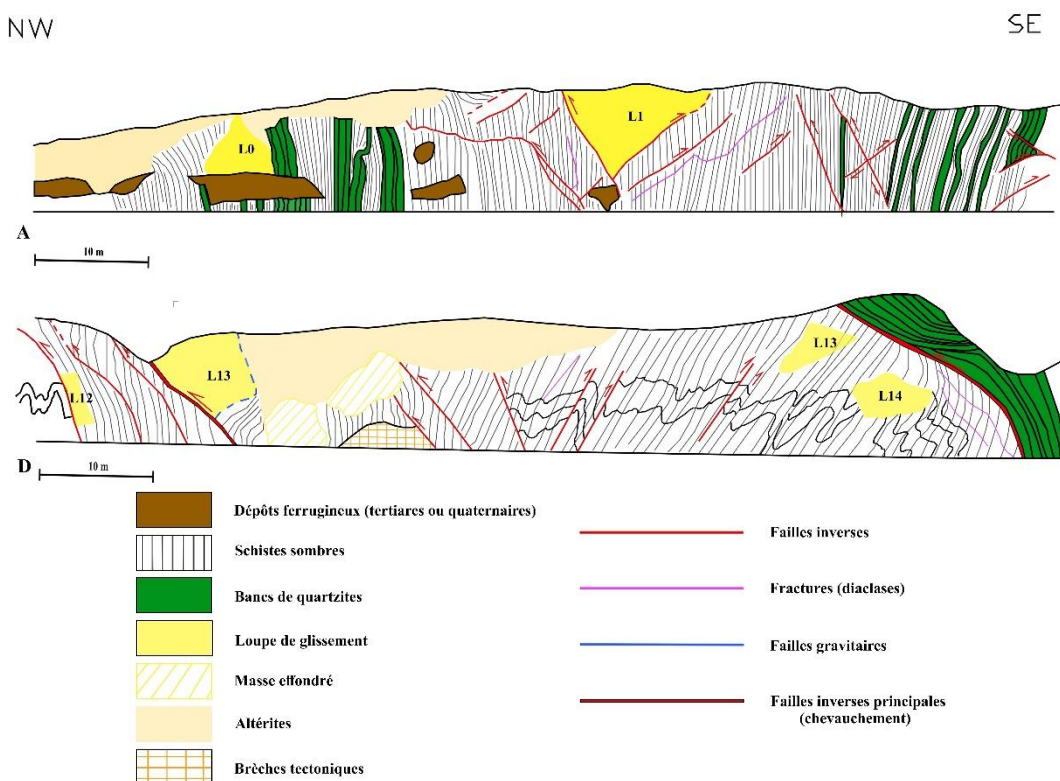 NW
SE
L0
L1
A
10 m
L12
L13
L13
L14
D
10 m
Dépôts ferrugineux (tertiares ou quaternaires)
Schistes sombres
Bancs de quartzites
Loupe de glissement
Masse effondré
Altérites
Brèches tectoniques
Failles inverses
Fractures (diaclases)
Failles gravitaires
Failles inverses principales
(chevauchement)